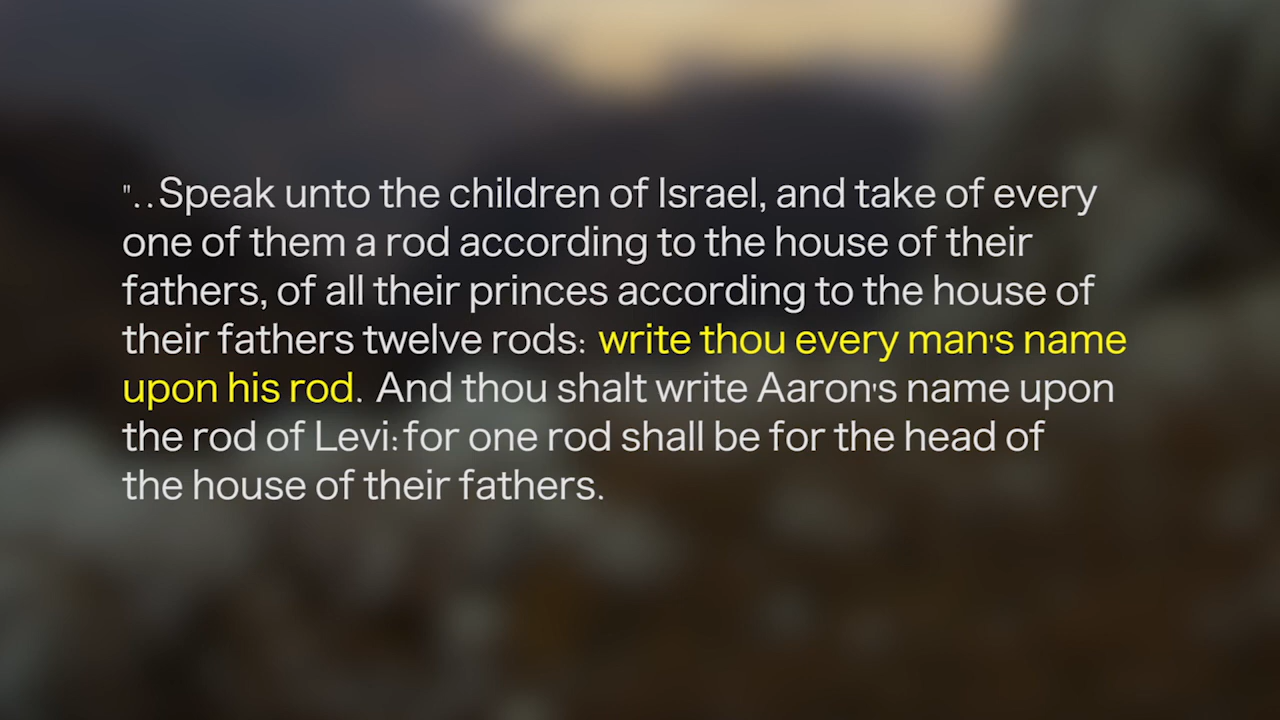 "..Speak unto the children of Israel, and take of every
one of them a rod according to the house of their
fathers, of all their princes according to the house of
their fathers twelve rods: write thou every man's name
upon his rod. And thou shalt write Aaron's name upon
the rod of Levi:for one rod shall be for the head of
the house of their fathers.